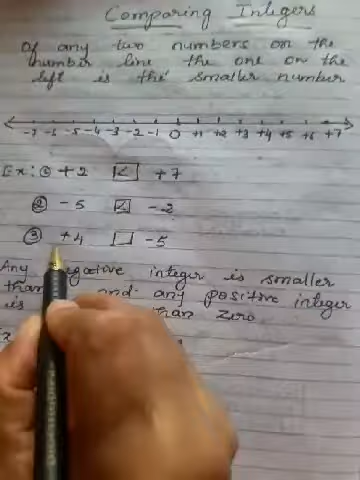 Comparing Integers
Of any two numbers on the
number line the one on the
left is the smaller number
-7 -6 -5 -4 -3 -2 -1 0 +1 +2 +3 +4 +5 +6 +7
Ex: ① +2 < +7
② -5 < -2
③ +4 □ -5
Any negative integer is smaller
than and any positive integer
is than zero